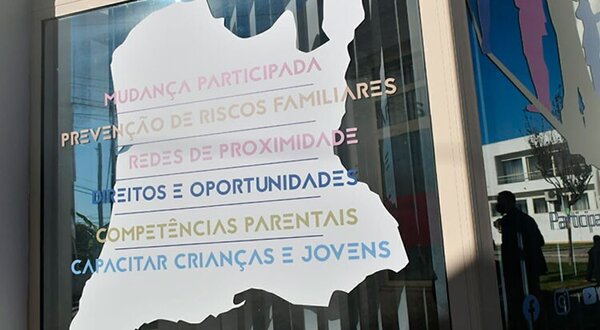 MUDANÇA PARTICIPADA
PREVENÇÃO DE RISCOS FAMILIARES
REDES DE PROXIMIDADE
DIREITOS E OPORTUNIDADES
COMPETÊNCIAS PARENTAIS
CAPACITAR CRIANÇAS E JOVENS